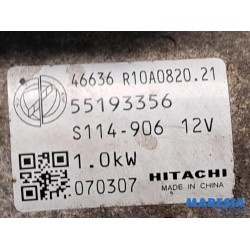 46636 R10A0820.21
55193356
S114-906 12V
1.0kW
070307
HITACHI
MADE IN CHINA